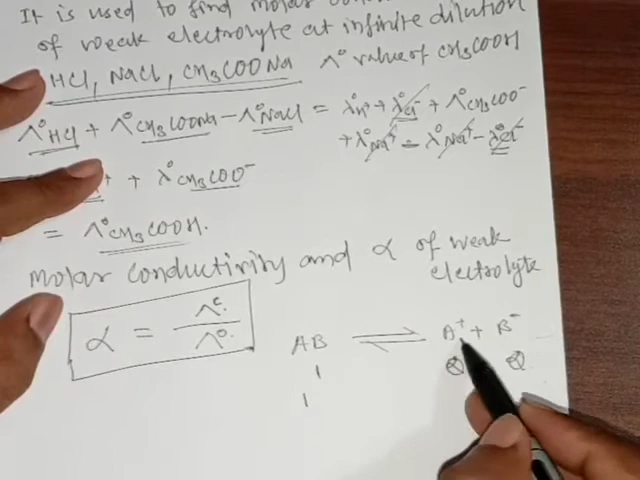 It is used to find molar
of weak electrolyte at infinite dilution
HCl, NaCl, CH3COONa Λ° value of CH3COOH
Λ°HCl + Λ°CH3COONa - Λ°NaCl = λ°H+ + λ°Cl- + Λ°CH3COO-
+ λ°Na+ = λ°Na+ - λ°Cl-
+ + λ°CH3COO-
= Λ°CH3COOH.
molar conductivity and α of weak
electrolyte
α = Λc / Λ°
AB ⇌ A+ + B-
1
1